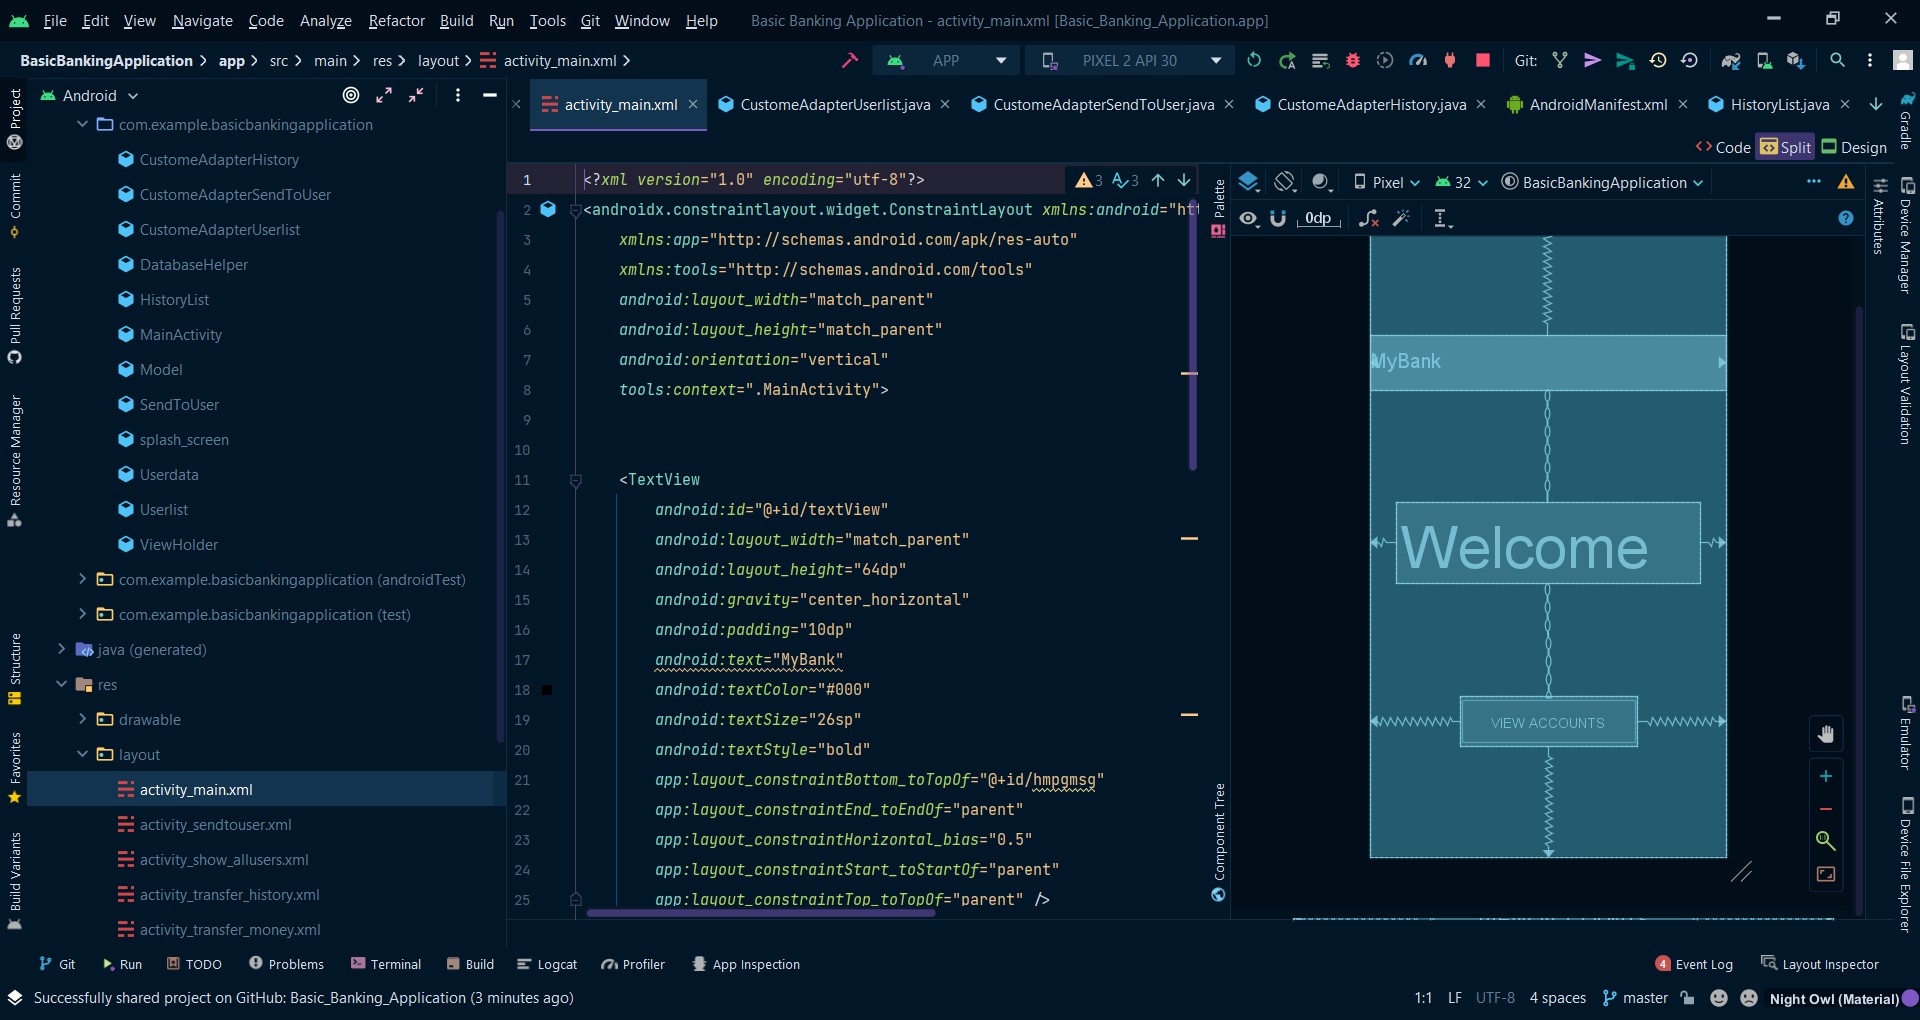 File Edit View Navigate Code Analyze Refactor Build Run Tools Git Window Help Basic Banking Application - activity_main.xml [Basic_Banking_Application.app]
BasicBankingApplication app src main res layout activity_main.xml APP PIXEL 2 API 30 Git:
Android
activity_main.xml CustomeAdapterUserlist.java CustomeAdapterSendToUser.java CustomeAdapterHistory.java AndroidManifest.xml HistoryList.java
Code Split Design
Project
Commit
Pull Requests
Resource Manager
Structure
Favorites
Build Variants
com.example.basicbankingapplication
CustomeAdapterHistory
CustomeAdapterSendToUser
CustomeAdapterUserlist
DatabaseHelper
HistoryList
MainActivity
Model
SendToUser
splash_screen
Userdata
Userlist
ViewHolder
com.example.basicbankingapplication (androidTest)
com.example.basicbankingapplication (test)
java (generated)
res
drawable
layout
activity_main.xml
activity_sendtouser.xml
activity_show_allusers.xml
activity_transfer_history.xml
activity_transfer_money.xml
3 3
1 <?xml version="1.0" encoding="utf-8"?>
2 <androidx.constraintlayout.widget.ConstraintLayout xmlns:android="ht
3 xmlns:app="http://schemas.android.com/apk/res-auto"
4 xmlns:tools="http://schemas.android.com/tools"
5 android:layout_width="match_parent"
6 android:layout_height="match_parent"
7 android:orientation="vertical"
8 tools:context=".MainActivity">
9
10
11 <TextView
12 android:id="@+id/textView"
13 android:layout_width="match_parent"
14 android:layout_height="64dp"
15 android:gravity="center_horizontal"
16 android:padding="10dp"
17 android:text="MyBank"
18 android:textColor="#000"
19 android:textSize="26sp"
20 android:textStyle="bold"
21 app:layout_constraintBottom_toTopOf="@+id/hmpgmsg"
22 app:layout_constraintEnd_toEndOf="parent"
23 app:layout_constraintHorizontal_bias="0.5"
24 app:layout_constraintStart_toStartOf="parent"
25 app:layout_constraintTop_toTopOf="parent" />
Palette
Component Tree
Pixel 32 BasicBankingApplication
0dp
MyBank
Welcome
VIEW ACCOUNTS
Attributes
Gradle
Device Manager
Layout Validation
Emulator
Device File Explorer
Git Run TODO Problems Terminal Build Logcat Profiler App Inspection 4 Event Log Layout Inspector
Successfully shared project on GitHub: Basic_Banking_Application (3 minutes ago) 1:1 LF UTF-8 4 spaces master Night Owl (Material)